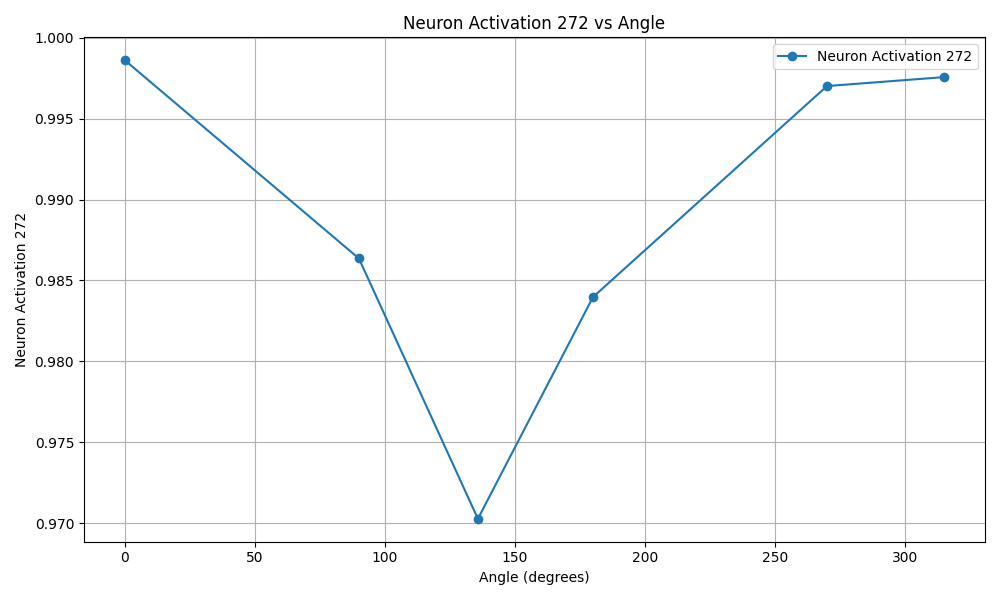 Neuron Activation 272 vs Angle
Neuron Activation 272
1.000
0.995
0.990
0.985
0.980
0.975
0.970
Neuron Activation 272
0 50 100 150 200 250 300
Angle (degrees)